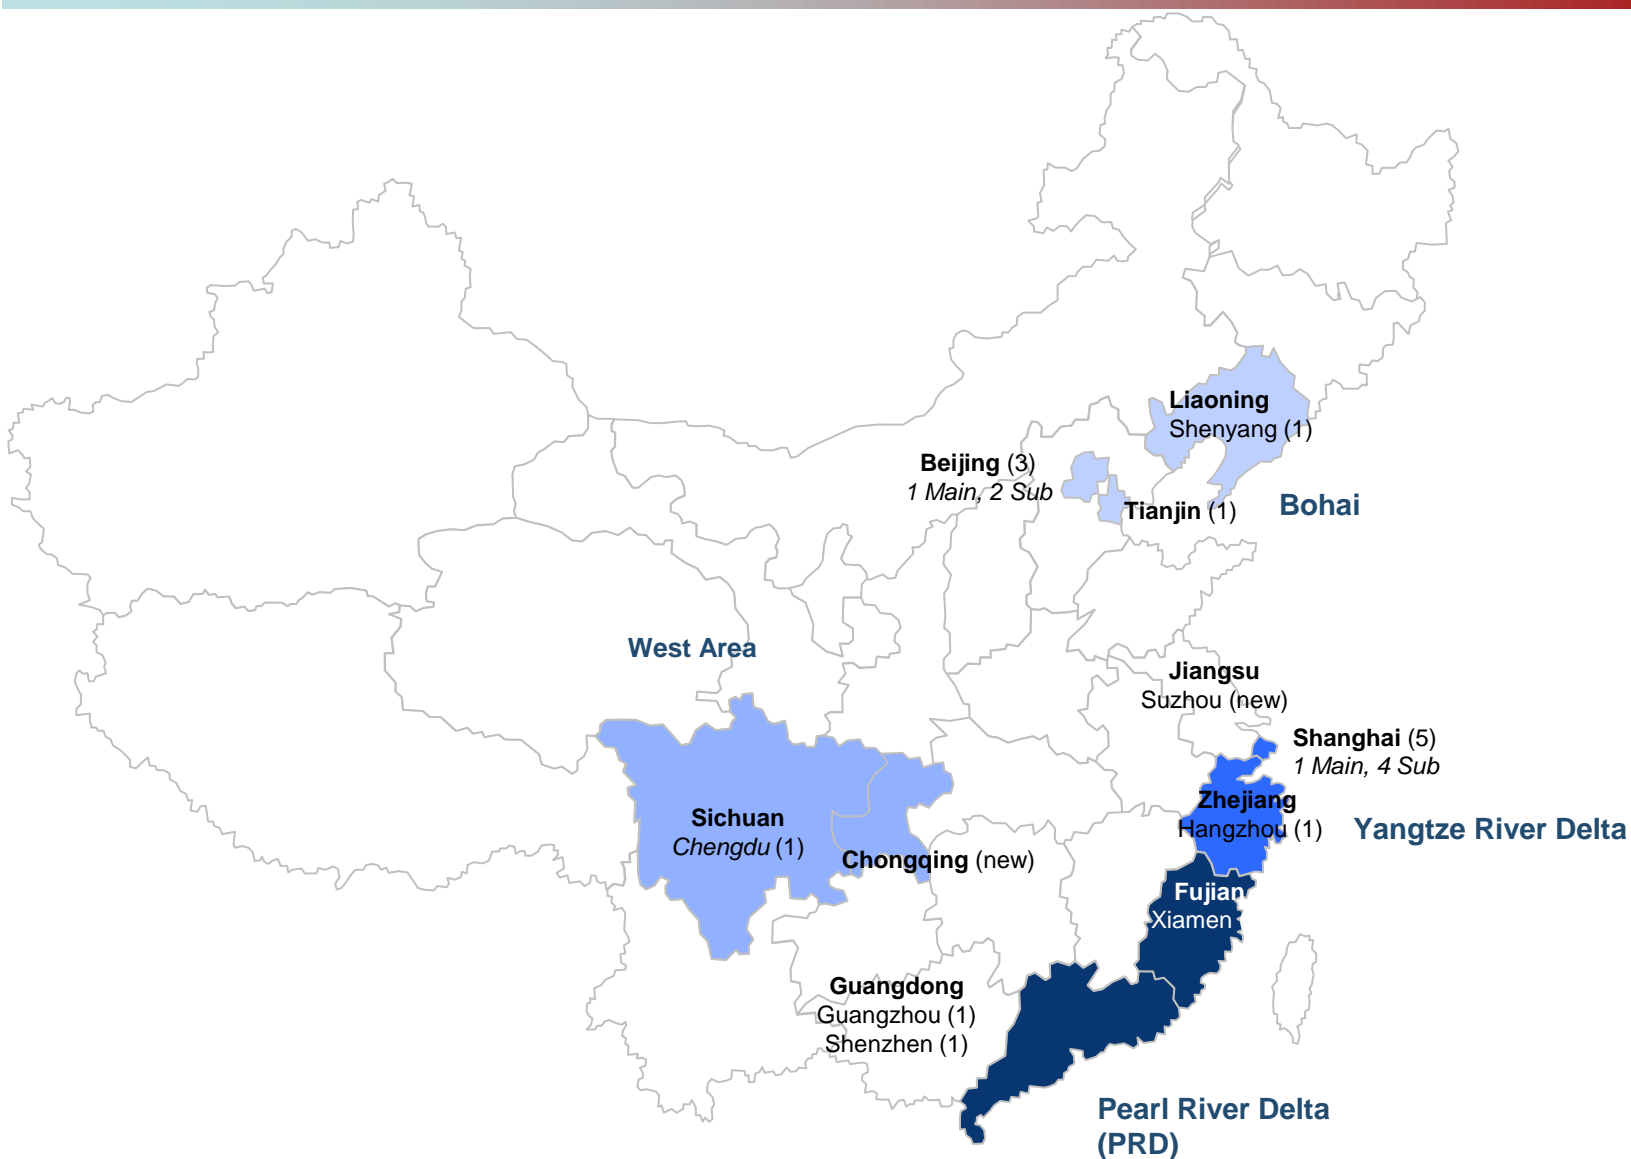 Liaoning
Shenyang (1)
Beijing (3)
1 Main, 2 Sub
Tianjin (1)
Bohai
West Area
Jiangsu
Suzhou (new)
Shanghai (5)
1 Main, 4 Sub
Zhejiang
Hangzhou (1)
Yangtze River Delta
Sichuan
Chengdu (1)
Chongqing (new)
Fujian
Xiamen
Guangdong
Guangzhou (1)
Shenzhen (1)
Pearl River Delta
(PRD)